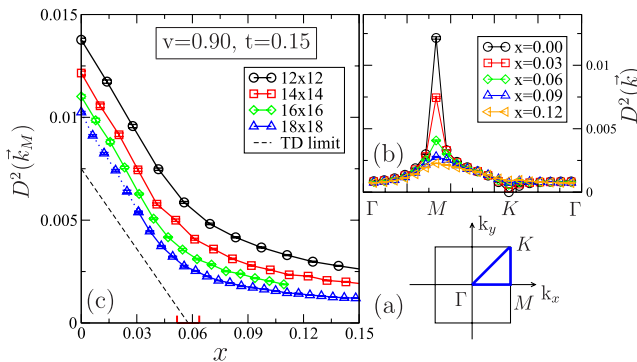 v=0.90, t=0.15
12x12
14x14
16x16
18x18
TD limit
D²(k⃗_M)
0.015
0.01
0.005
0
(c)
0
0.03
0.06
0.09
0.12
0.15
x
x=0.00
x=0.03
x=0.06
x=0.09
x=0.12
0.01
0.005
0
D²(k⃗)
(b)
Γ
M
K
Γ
k_y
K
Γ
M
k_x
(a)